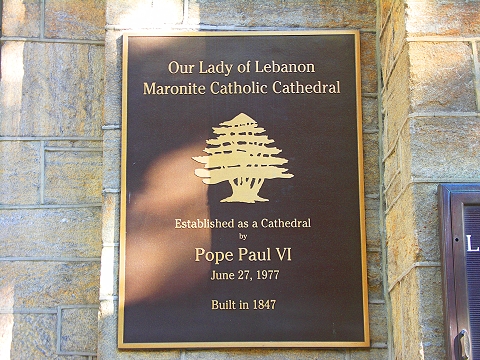 Our Lady of Lebanon
Maronite Catholic Cathedral
Established as a Cathedral
by
Pope Paul VI
June 27, 1977
Built in 1847
L